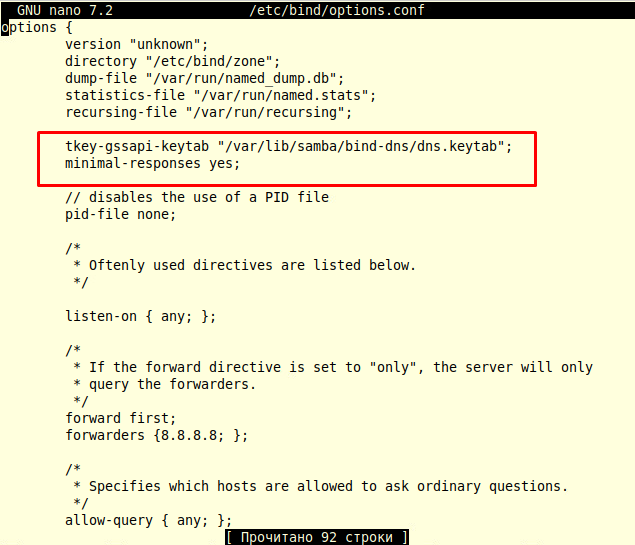 GNU nano 7.2 /etc/bind/options.conf
options {
version "unknown";
directory "/etc/bind/zone";
dump-file "/var/run/named_dump.db";
statistics-file "/var/run/named.stats";
recursing-file "/var/run/recursing";
tkey-gssapi-keytab "/var/lib/samba/bind-dns/dns.keytab";
minimal-responses yes;
// disables the use of a PID file
pid-file none;
/*
* Oftenly used directives are listed below.
*/
listen-on { any; };
/*
* If the forward directive is set to "only", the server will only
* query the forwarders.
*/
forward first;
forwarders {8.8.8.8; };
/*
* Specifies which hosts are allowed to ask ordinary questions.
*/
allow-query { any; };
[ Прочитано 92 строки ]